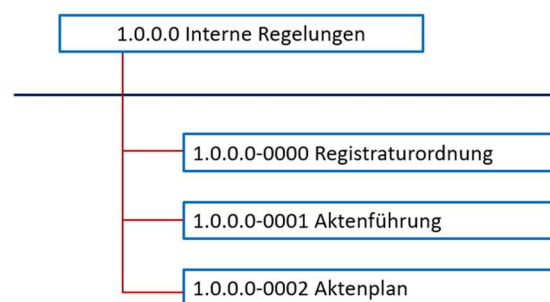 1.0.0.0 Interne Regelungen
1.0.0.0-0000 Registraturordnung
1.0.0.0-0001 Aktenführung
1.0.0.0-0002 Aktenplan